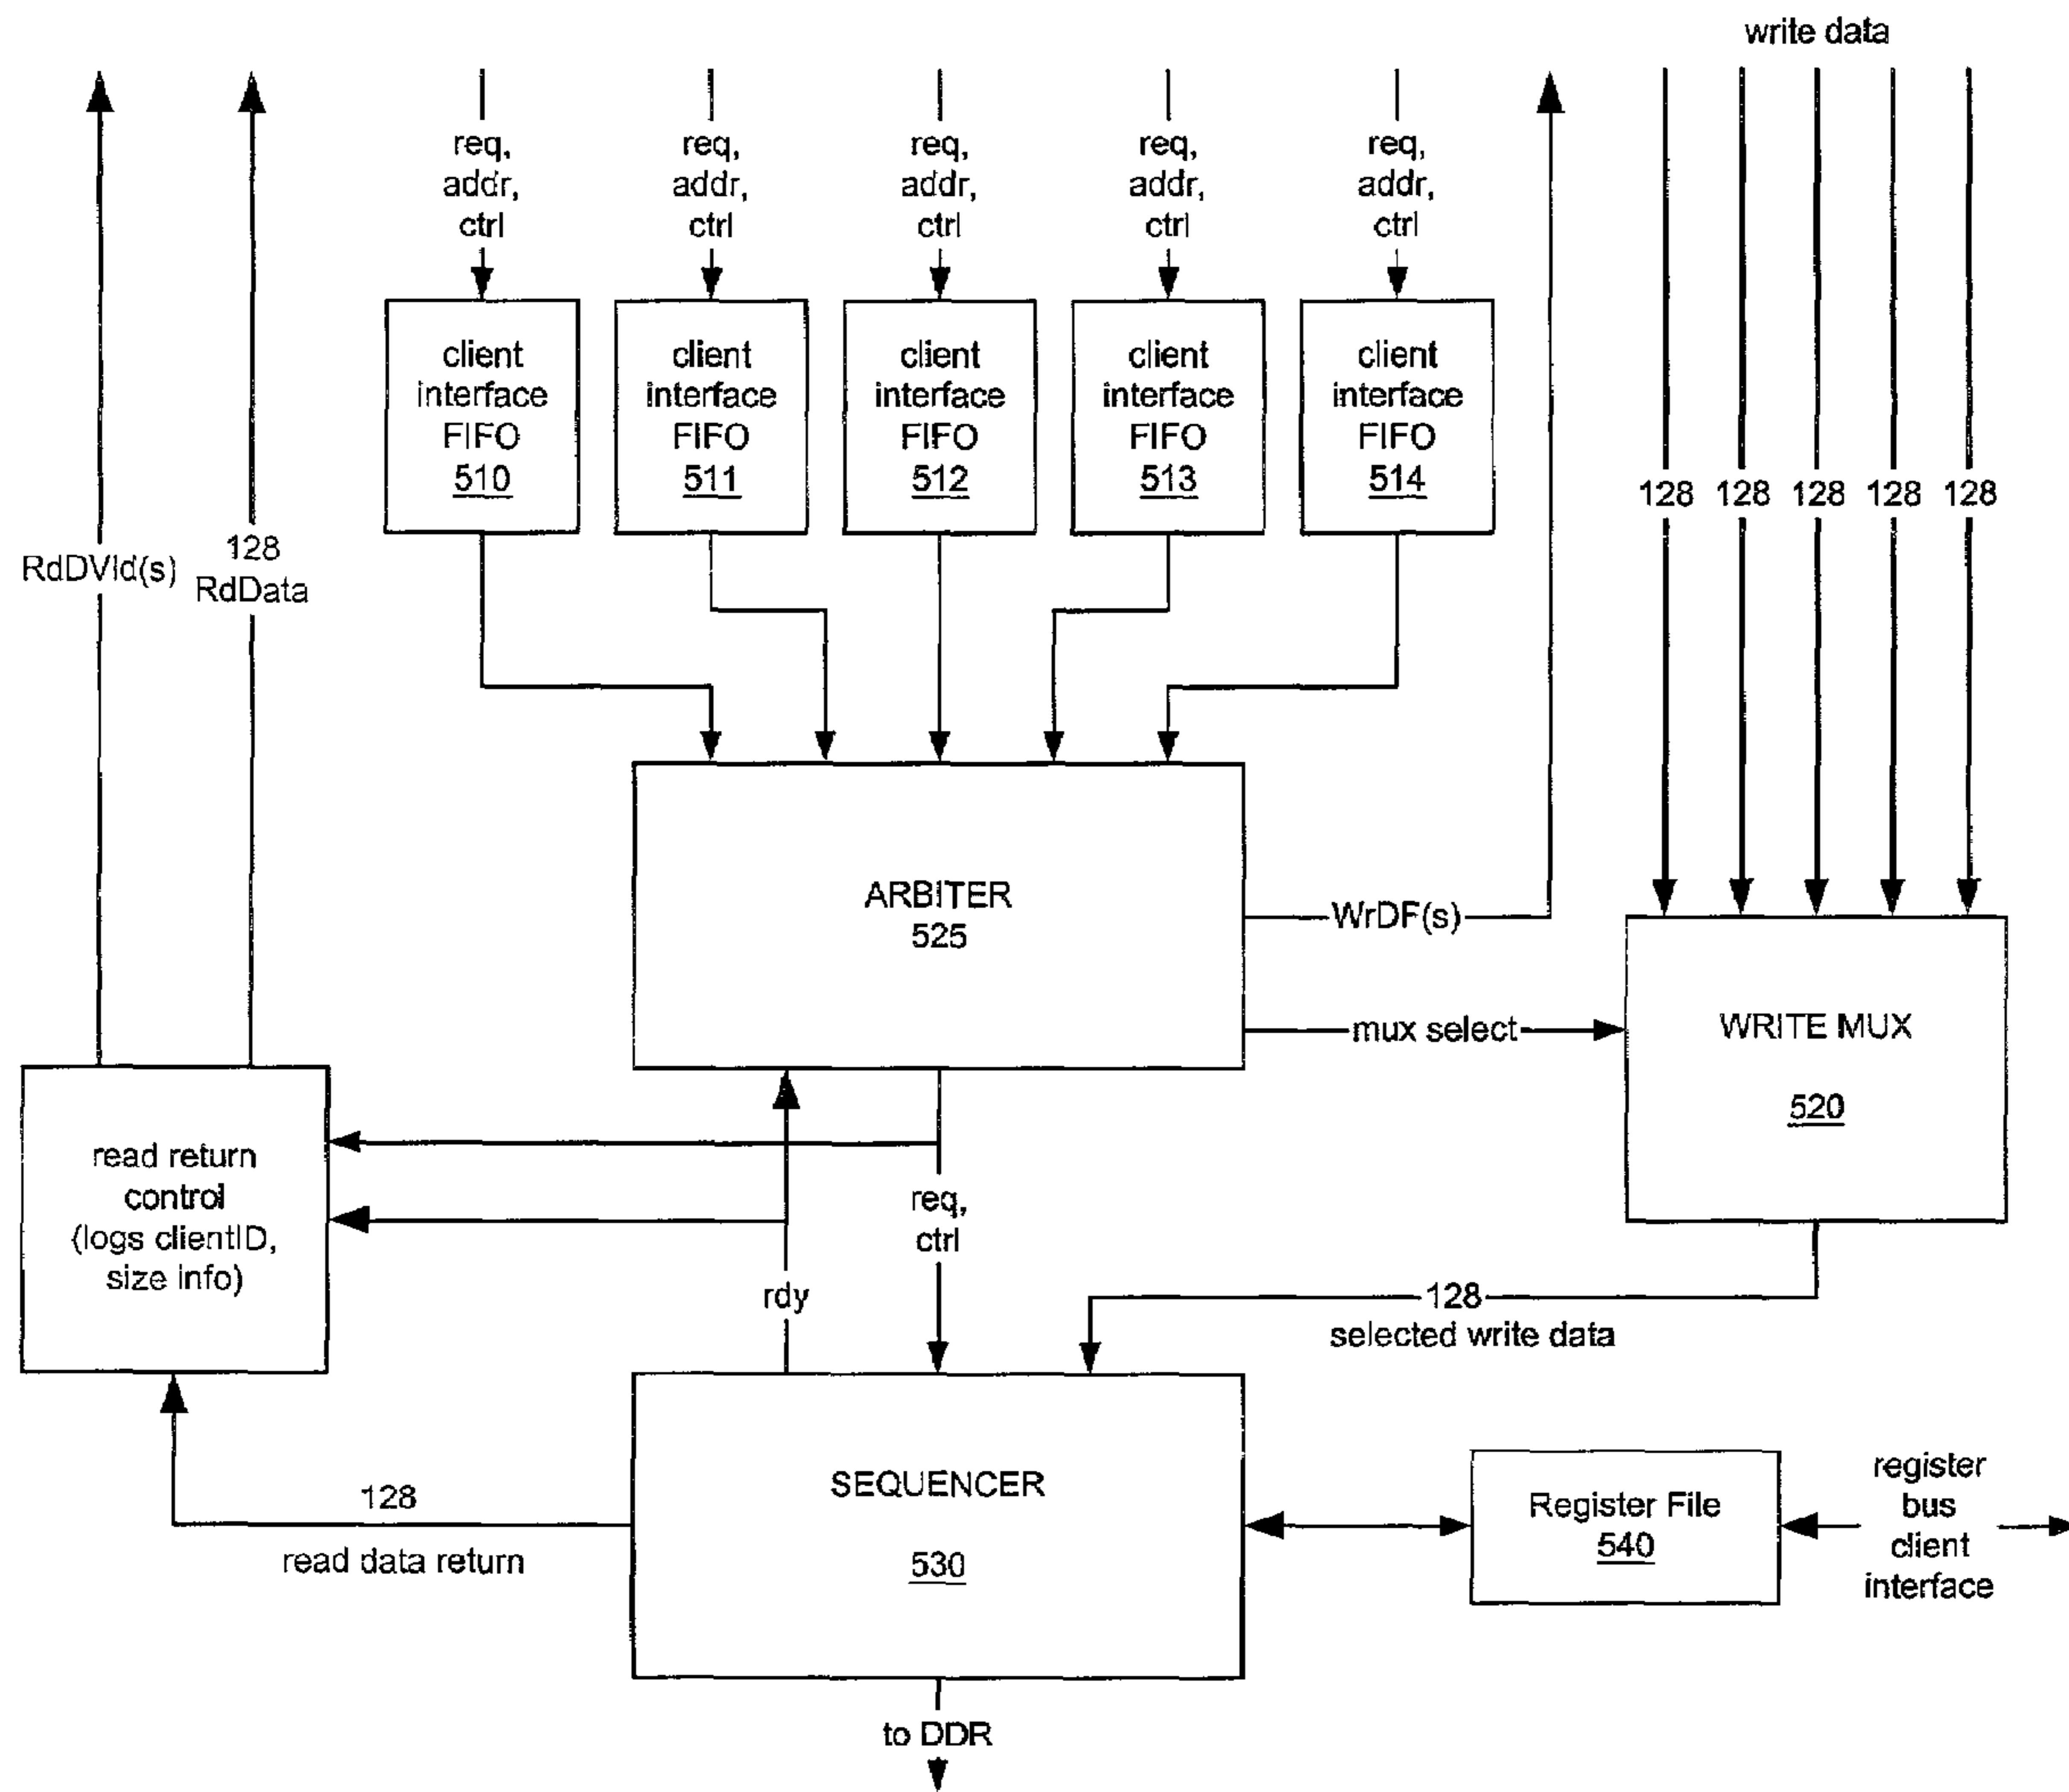 write data
req,
addr,
ctrl
req,
addr,
ctrl
req,
addr,
ctrl
req,
addr,
ctrl
req,
addr,
ctrl
client
interface
FIFO
510
client
interface
FIFO
511
client
interface
FIFO
512
client
interface
FIFO
513
client
interface
FIFO
514
128 128 128 128 128
RdDVld(s)
128
RdData
ARBITER
525
WrDF(s)
mux select
WRITE MUX
520
read return
control
(logs clientID,
size info)
req,
ctrl
rdy
128
selected write data
SEQUENCER
530
128
read data return
Register File
540
register
bus
client
interface
to DDR